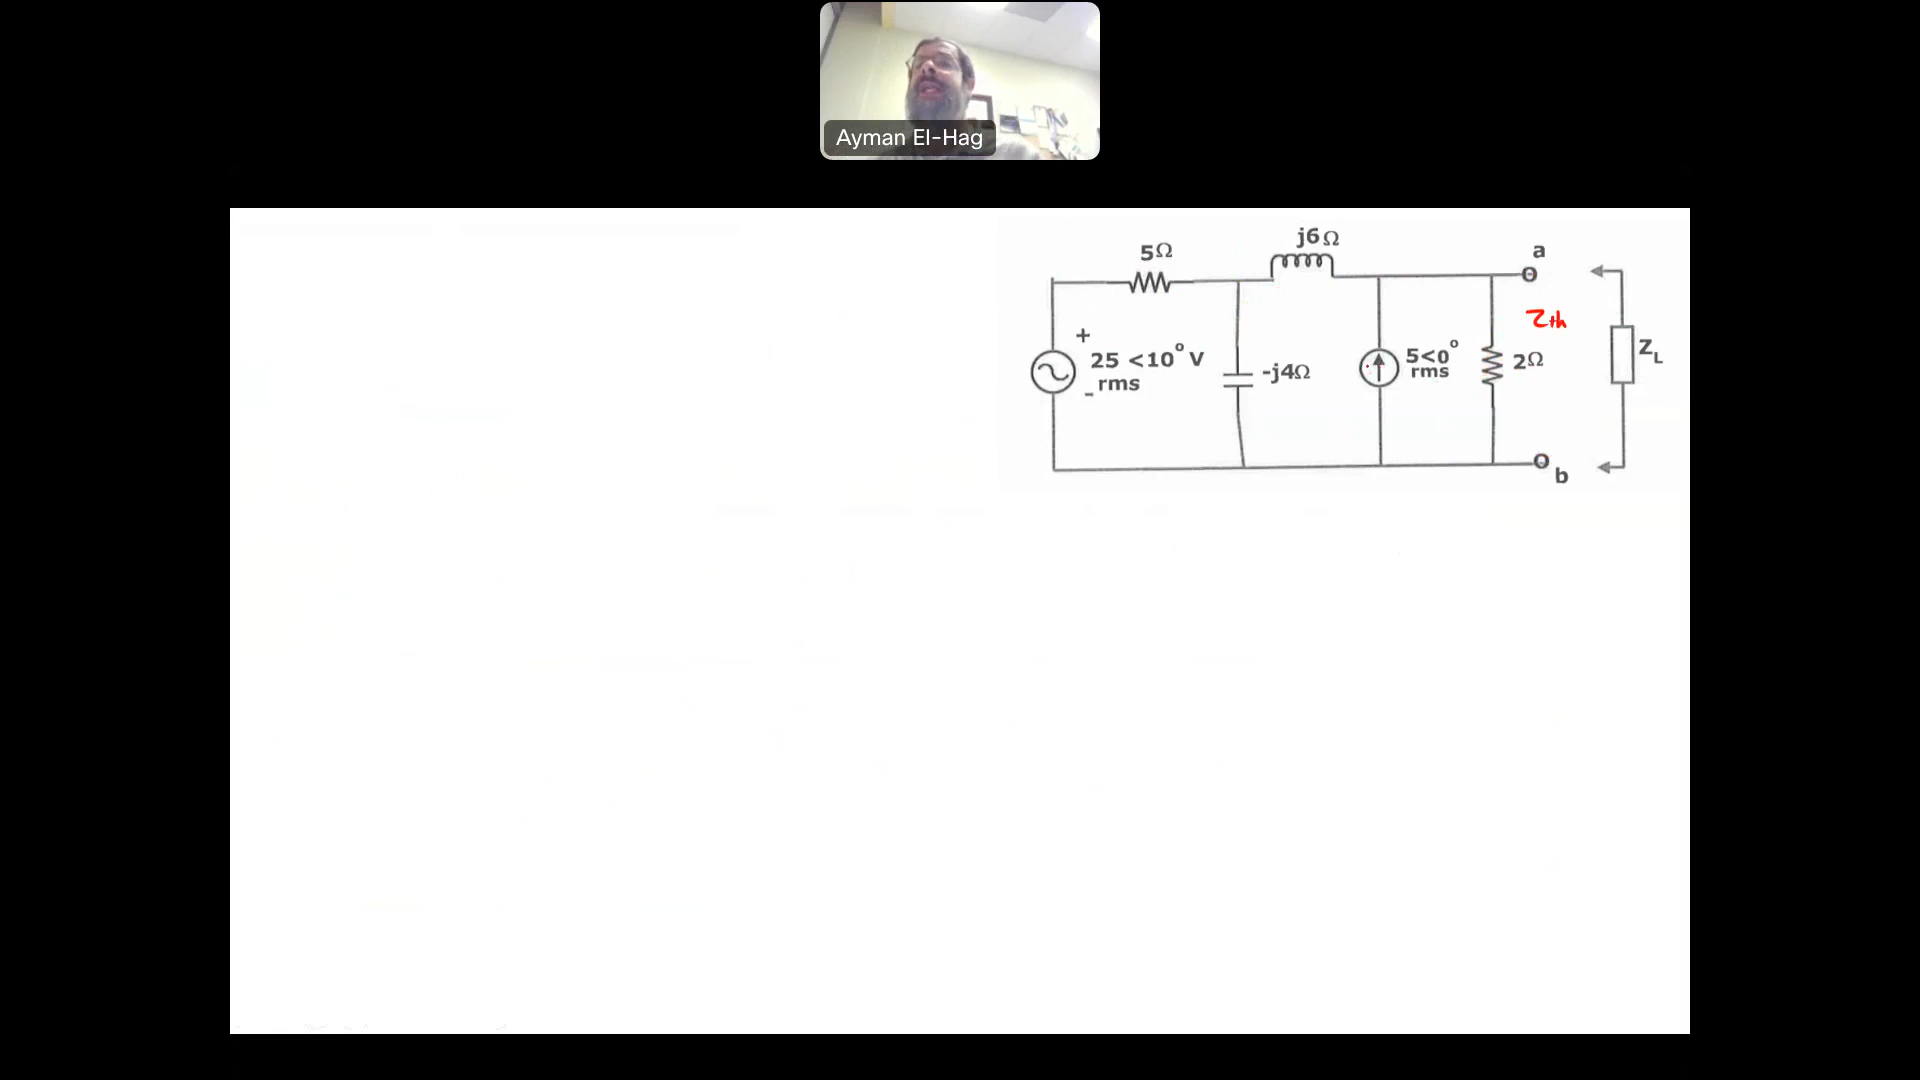 Ayman El-Hag
j6Ω
5Ω
a
Zth
+
25 <10° V
rms
-
-j4Ω
5<0°
rms
2Ω
ZL
b